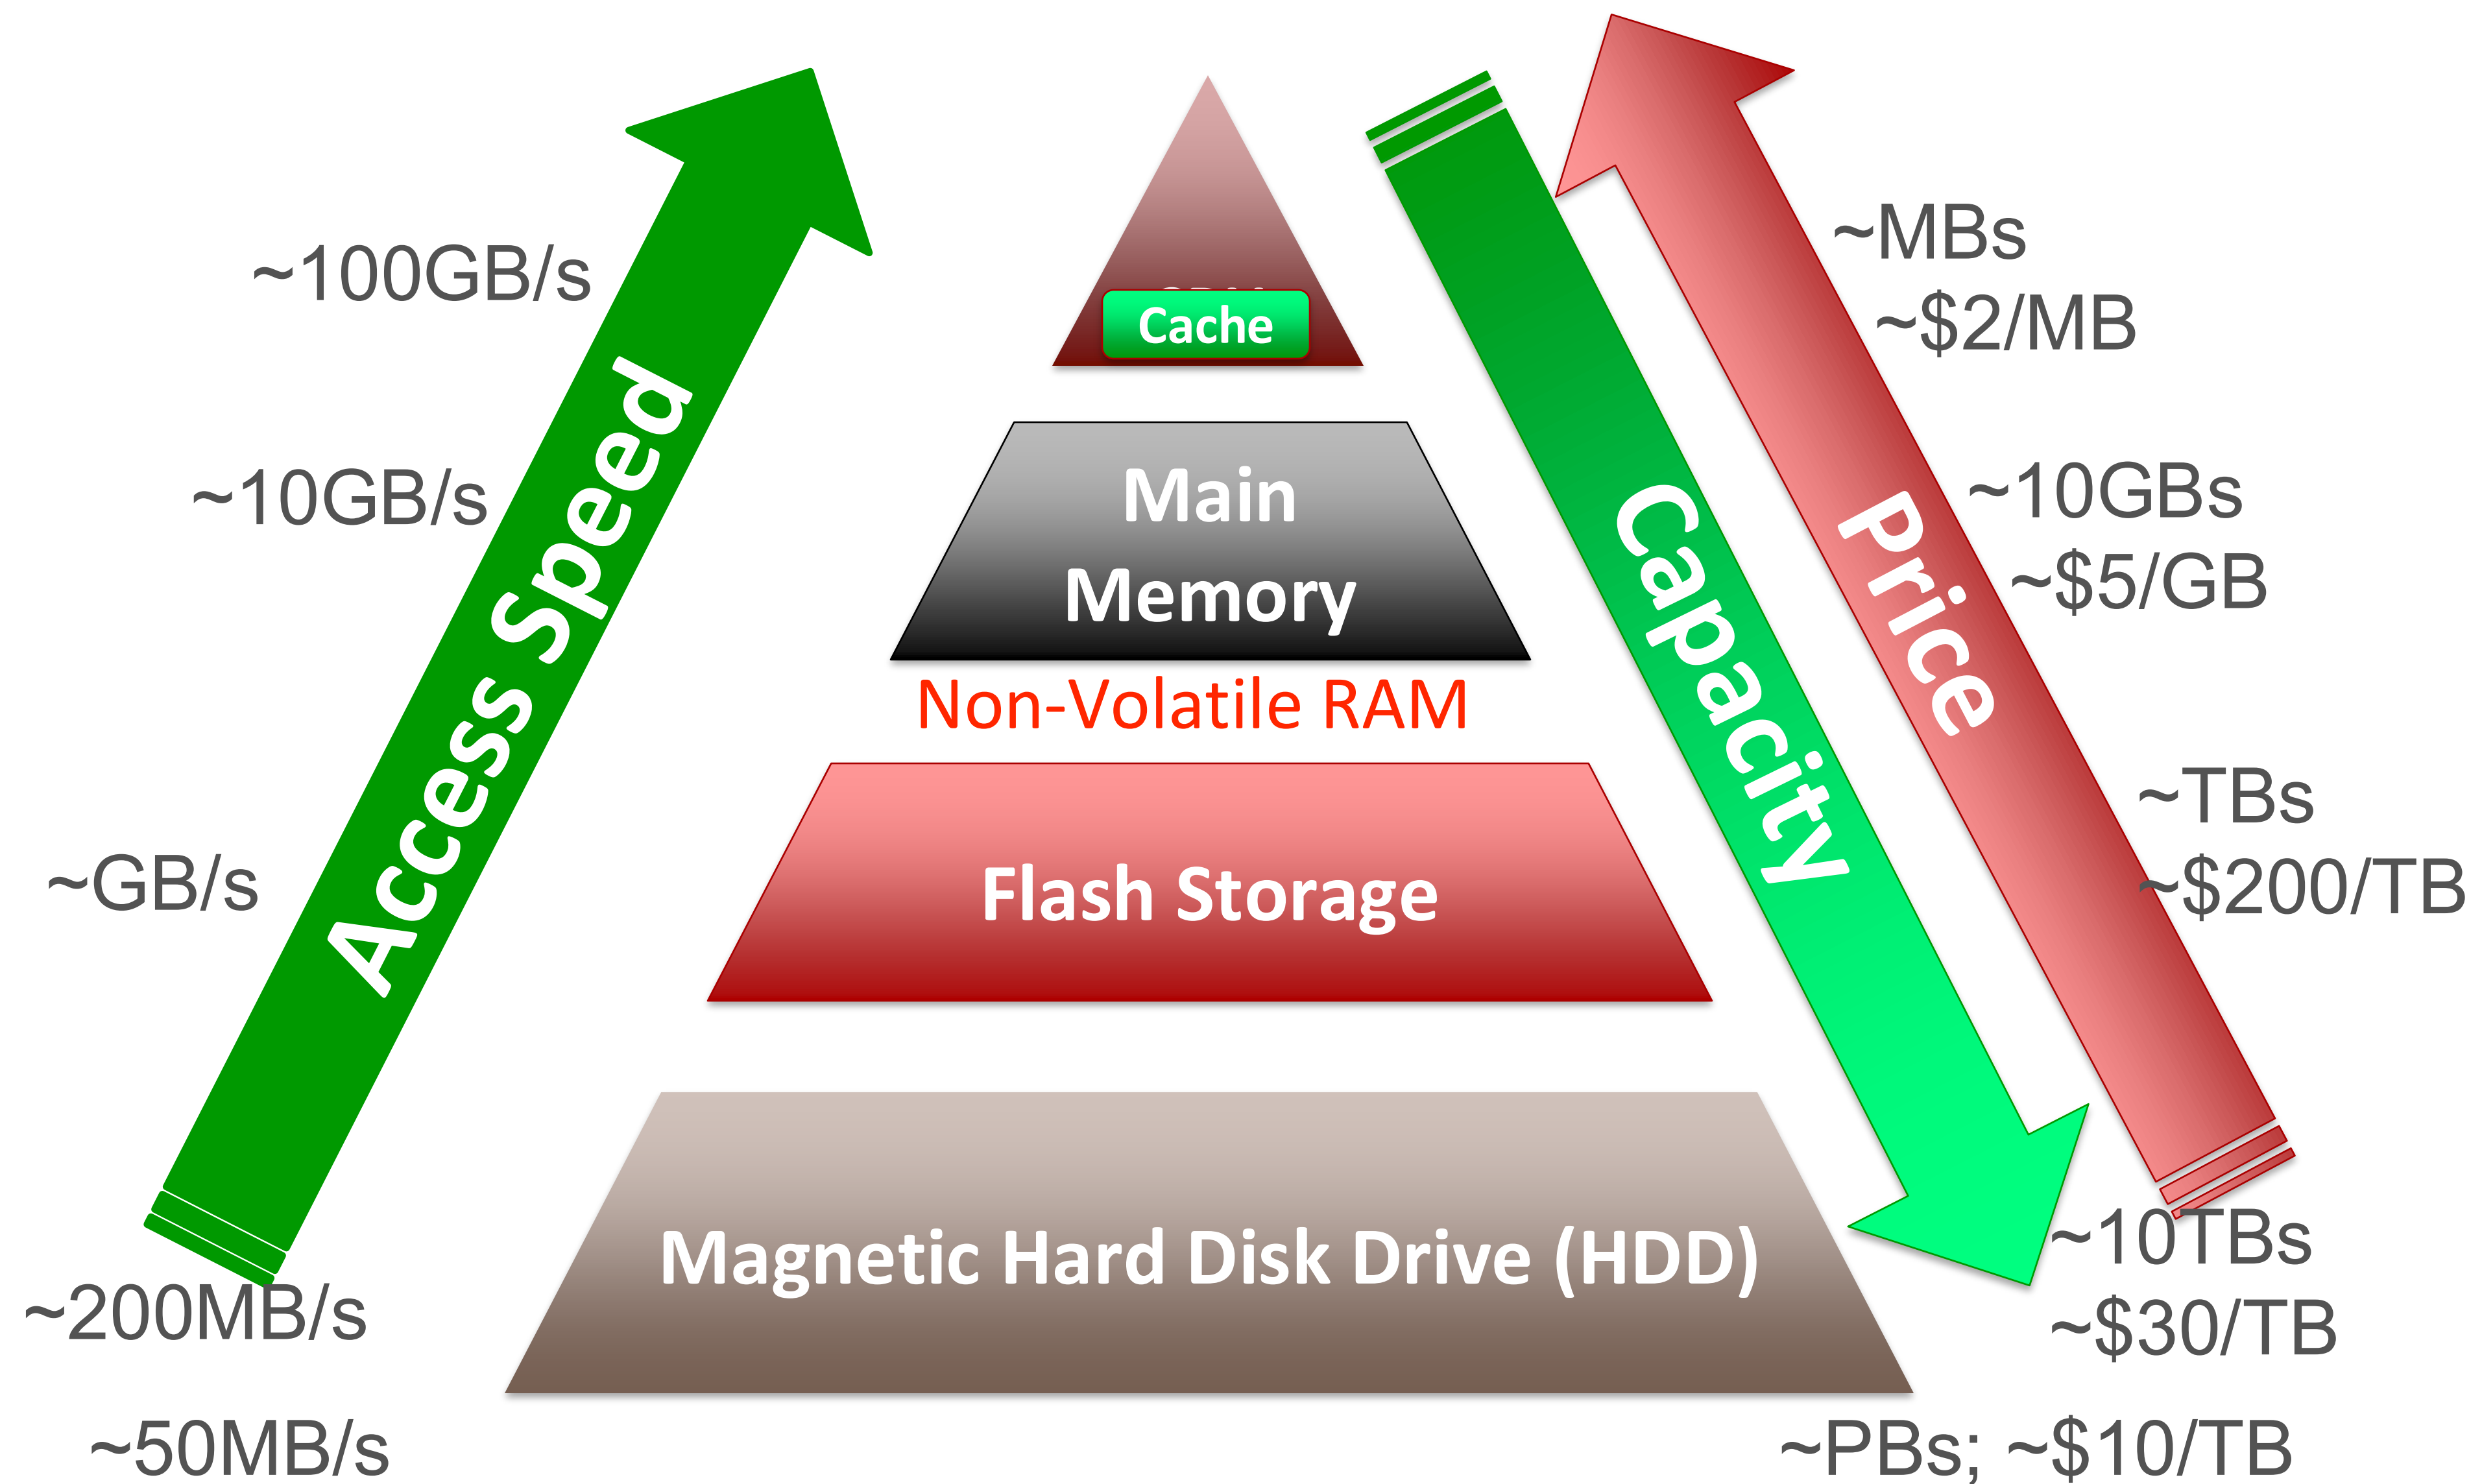 ~100GB/s
~10GB/s
~GB/s
~200MB/s
~50MB/s
Access Speed
Cache
Main
Memory
Non-Volatile RAM
Flash Storage
Magnetic Hard Disk Drive (HDD)
Capacity
Price
~MBs
~$2/MB
~10GBs
~$5/GB
~TBs
~$200/TB
~10TBs
~$30/TB
~PBs; ~$10/TB